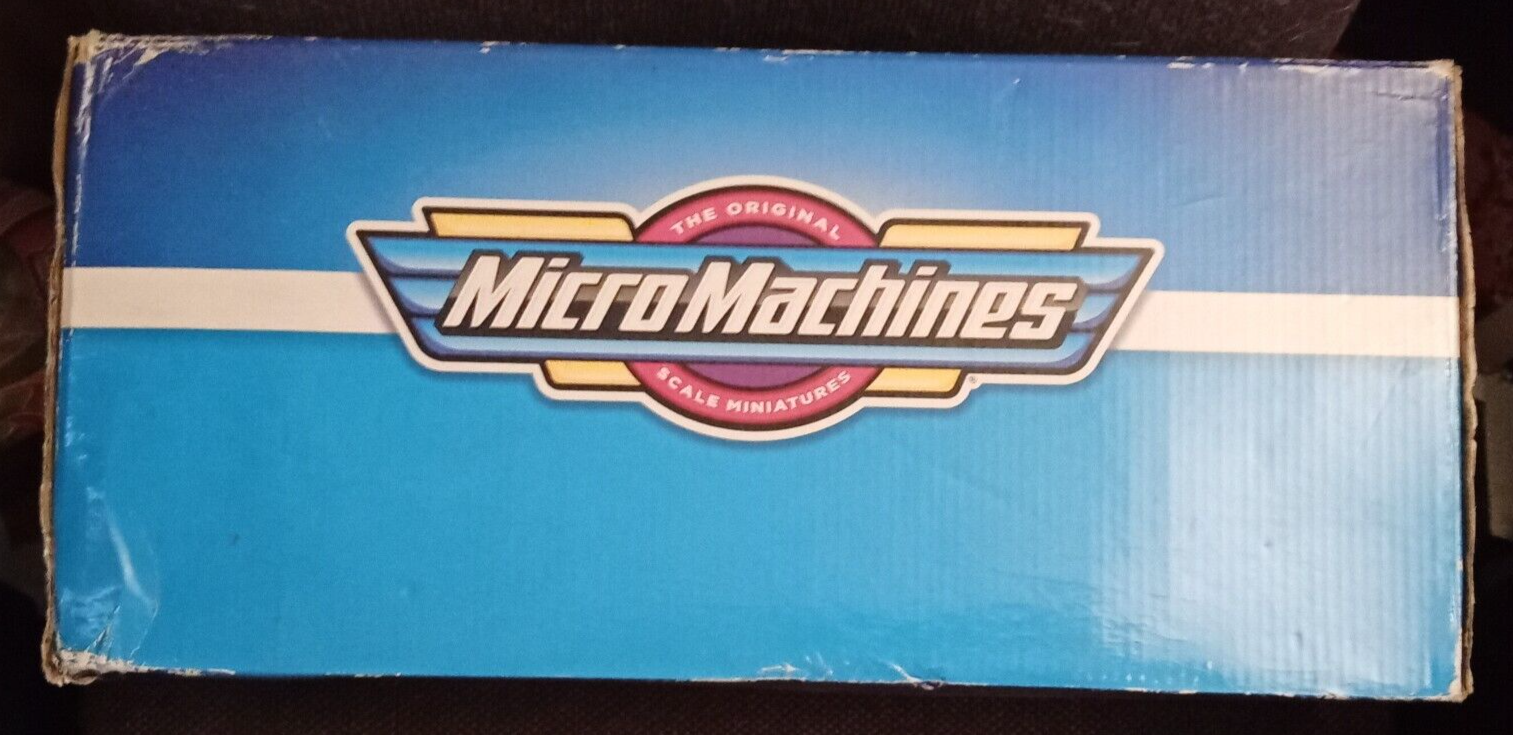 THE ORIGINAL
MicroMachines
®
SCALE MINIATURES